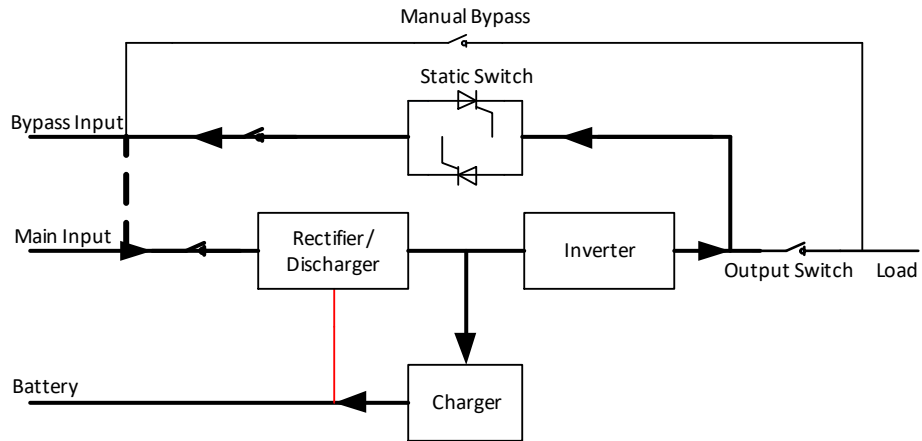 Manual Bypass
Static Switch
Bypass Input
Main Input
Rectifier/
Discharger
Inverter
Output Switch
Load
Battery
Charger